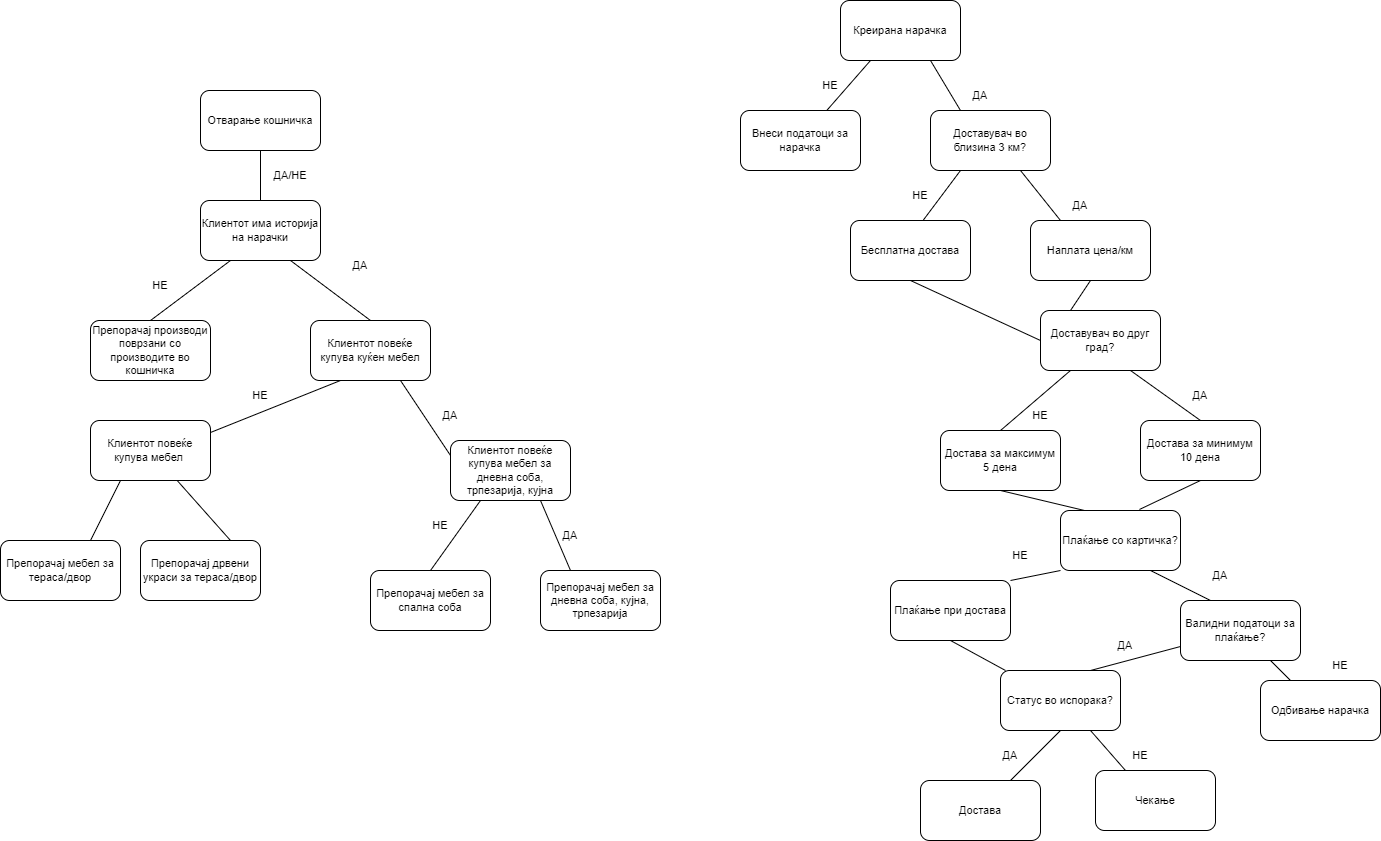 Отварање кошничка
ДА/НЕ
Клиентот има историја
на нарачки
НЕ
ДА
Препорачај производи
поврзани со
производите во
кошничка
Клиентот повеќе
купува куќен мебел
НЕ
ДА
Клиентот повеќе
купува мебел
Клиентот повеќе
купува мебел за
дневна соба,
трпезарија, кујна
НЕ
ДА
Препорачај мебел за
тераса/двор
Препорачај дрвени
украси за тераса/двор
Препорачај мебел за
спална соба
Препорачај мебел за
дневна соба, кујна,
трпезарија
Креирана нарачка
НЕ
ДА
Внеси податоци за
нарачка
Доставувач во
близина 3 км?
НЕ
ДА
Бесплатна достава
Наплата цена/км
Доставувач во друг
град?
НЕ
ДА
Достава за максимум
5 дена
Достава за минимум
10 дена
Плаќање со картичка?
НЕ
ДА
Плаќање при достава
Валидни податоци за
плаќање?
ДА
НЕ
Статус во испорака?
Одбивање нарачка
ДА
НЕ
Достава
Чекање